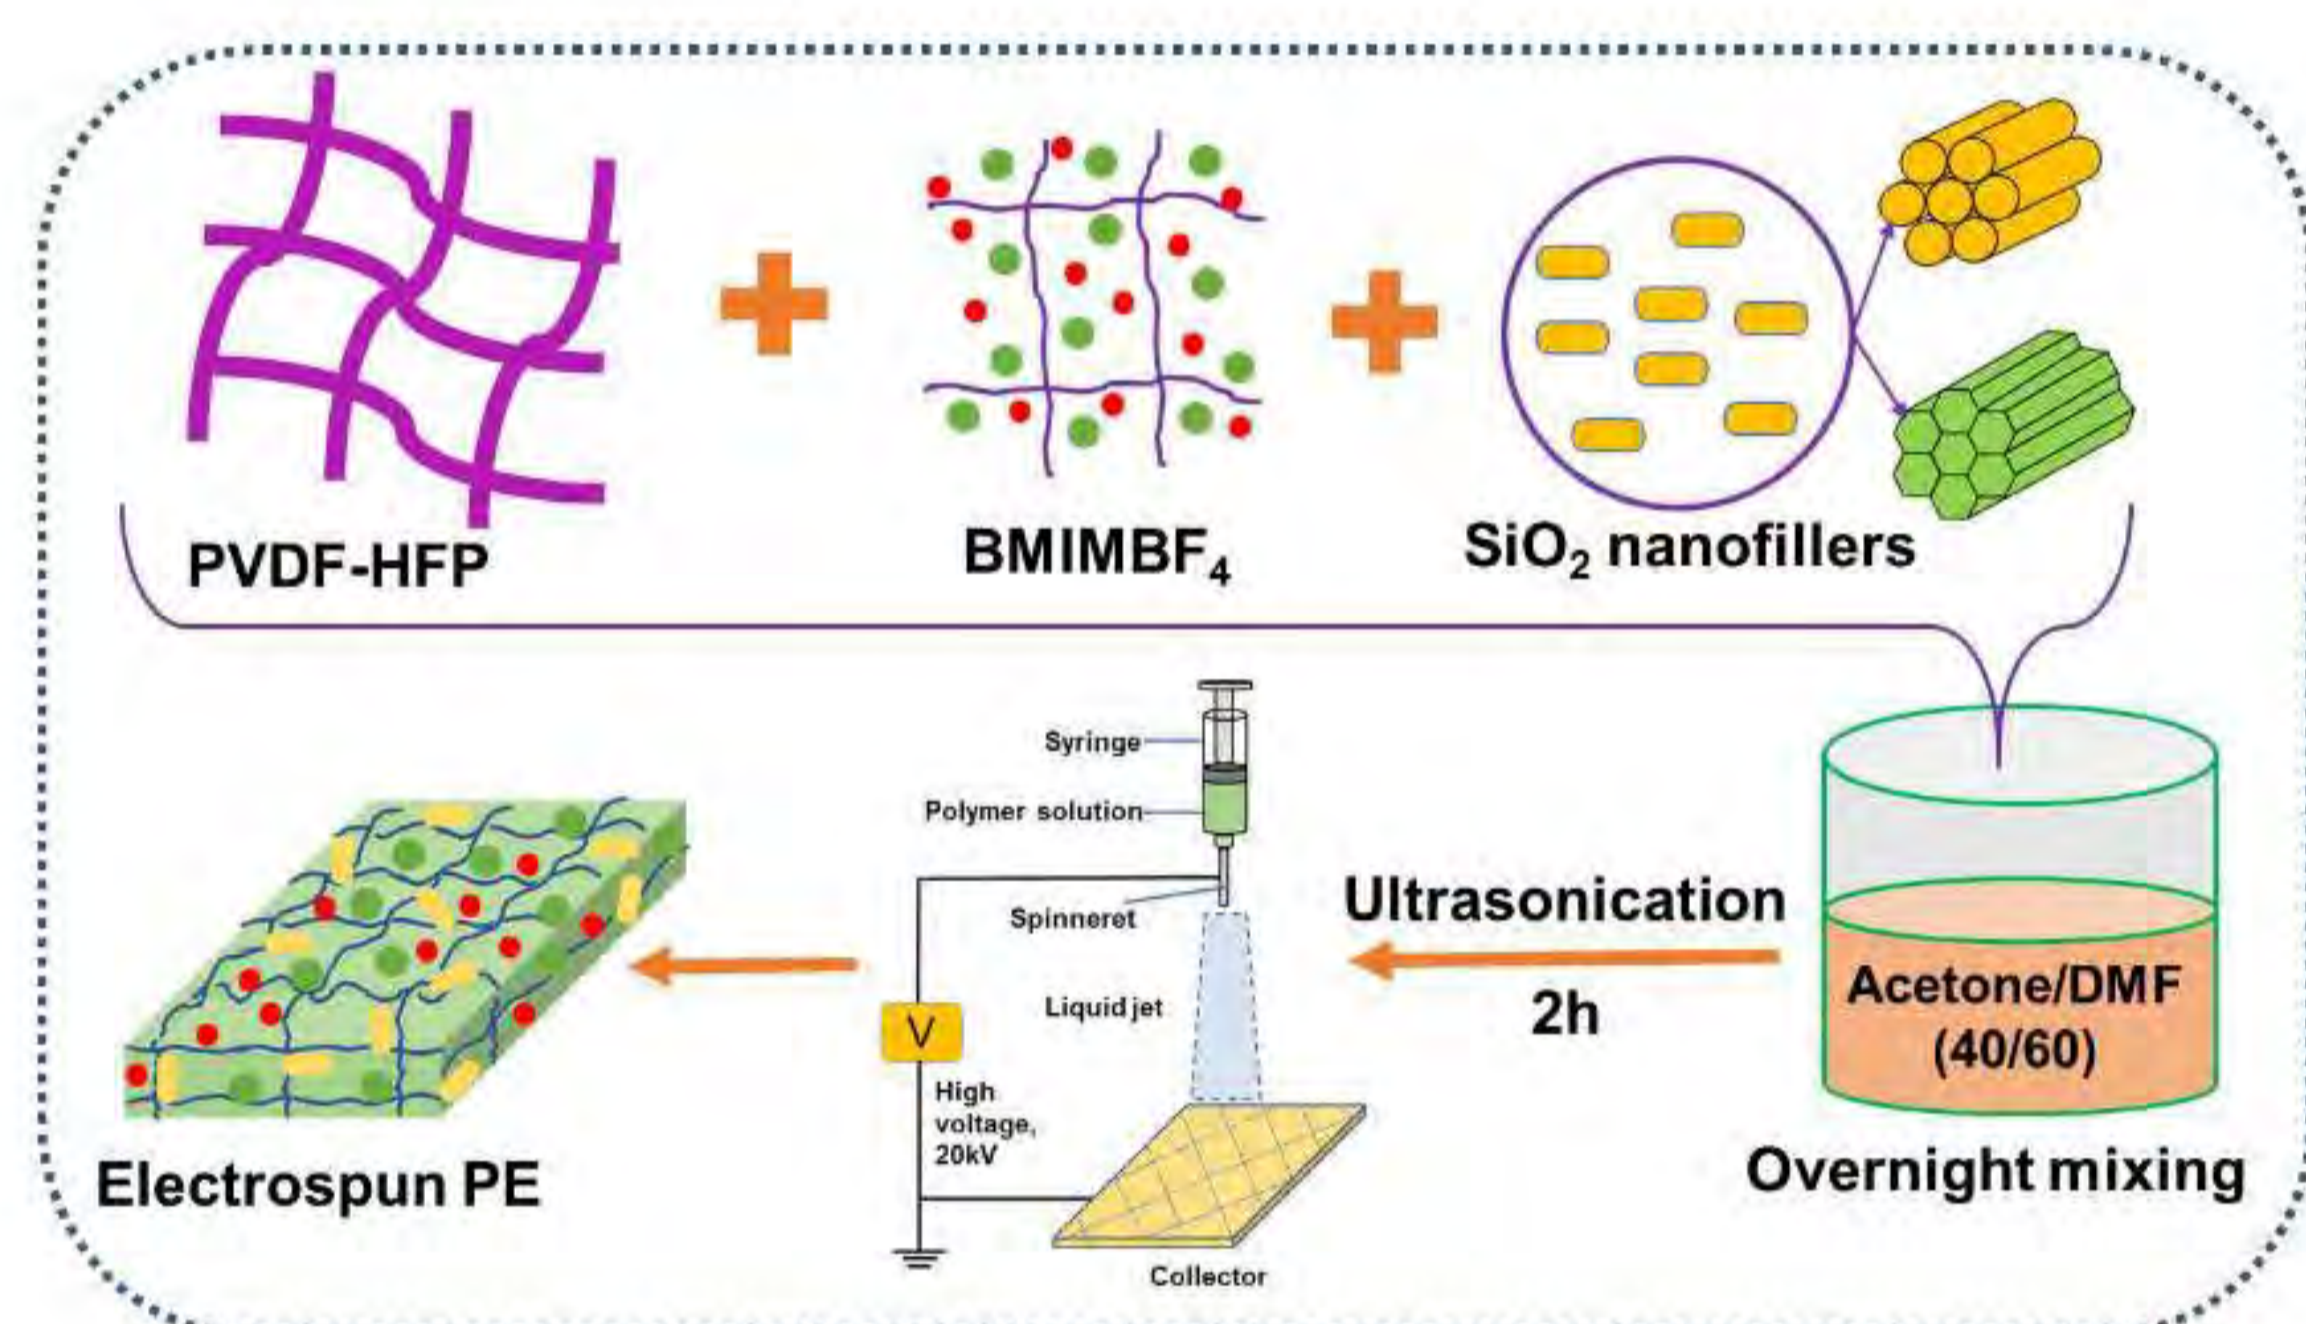 PVDF-HFP
BMIMBF₄
SiO₂ nanofillers
Syringe
Polymer solution
Spinneret
Liquid jet
V
High
voltage,
20kV
Collector
Ultrasonication
2h
Acetone/DMF
(40/60)
Overnight mixing
Electrospun PE